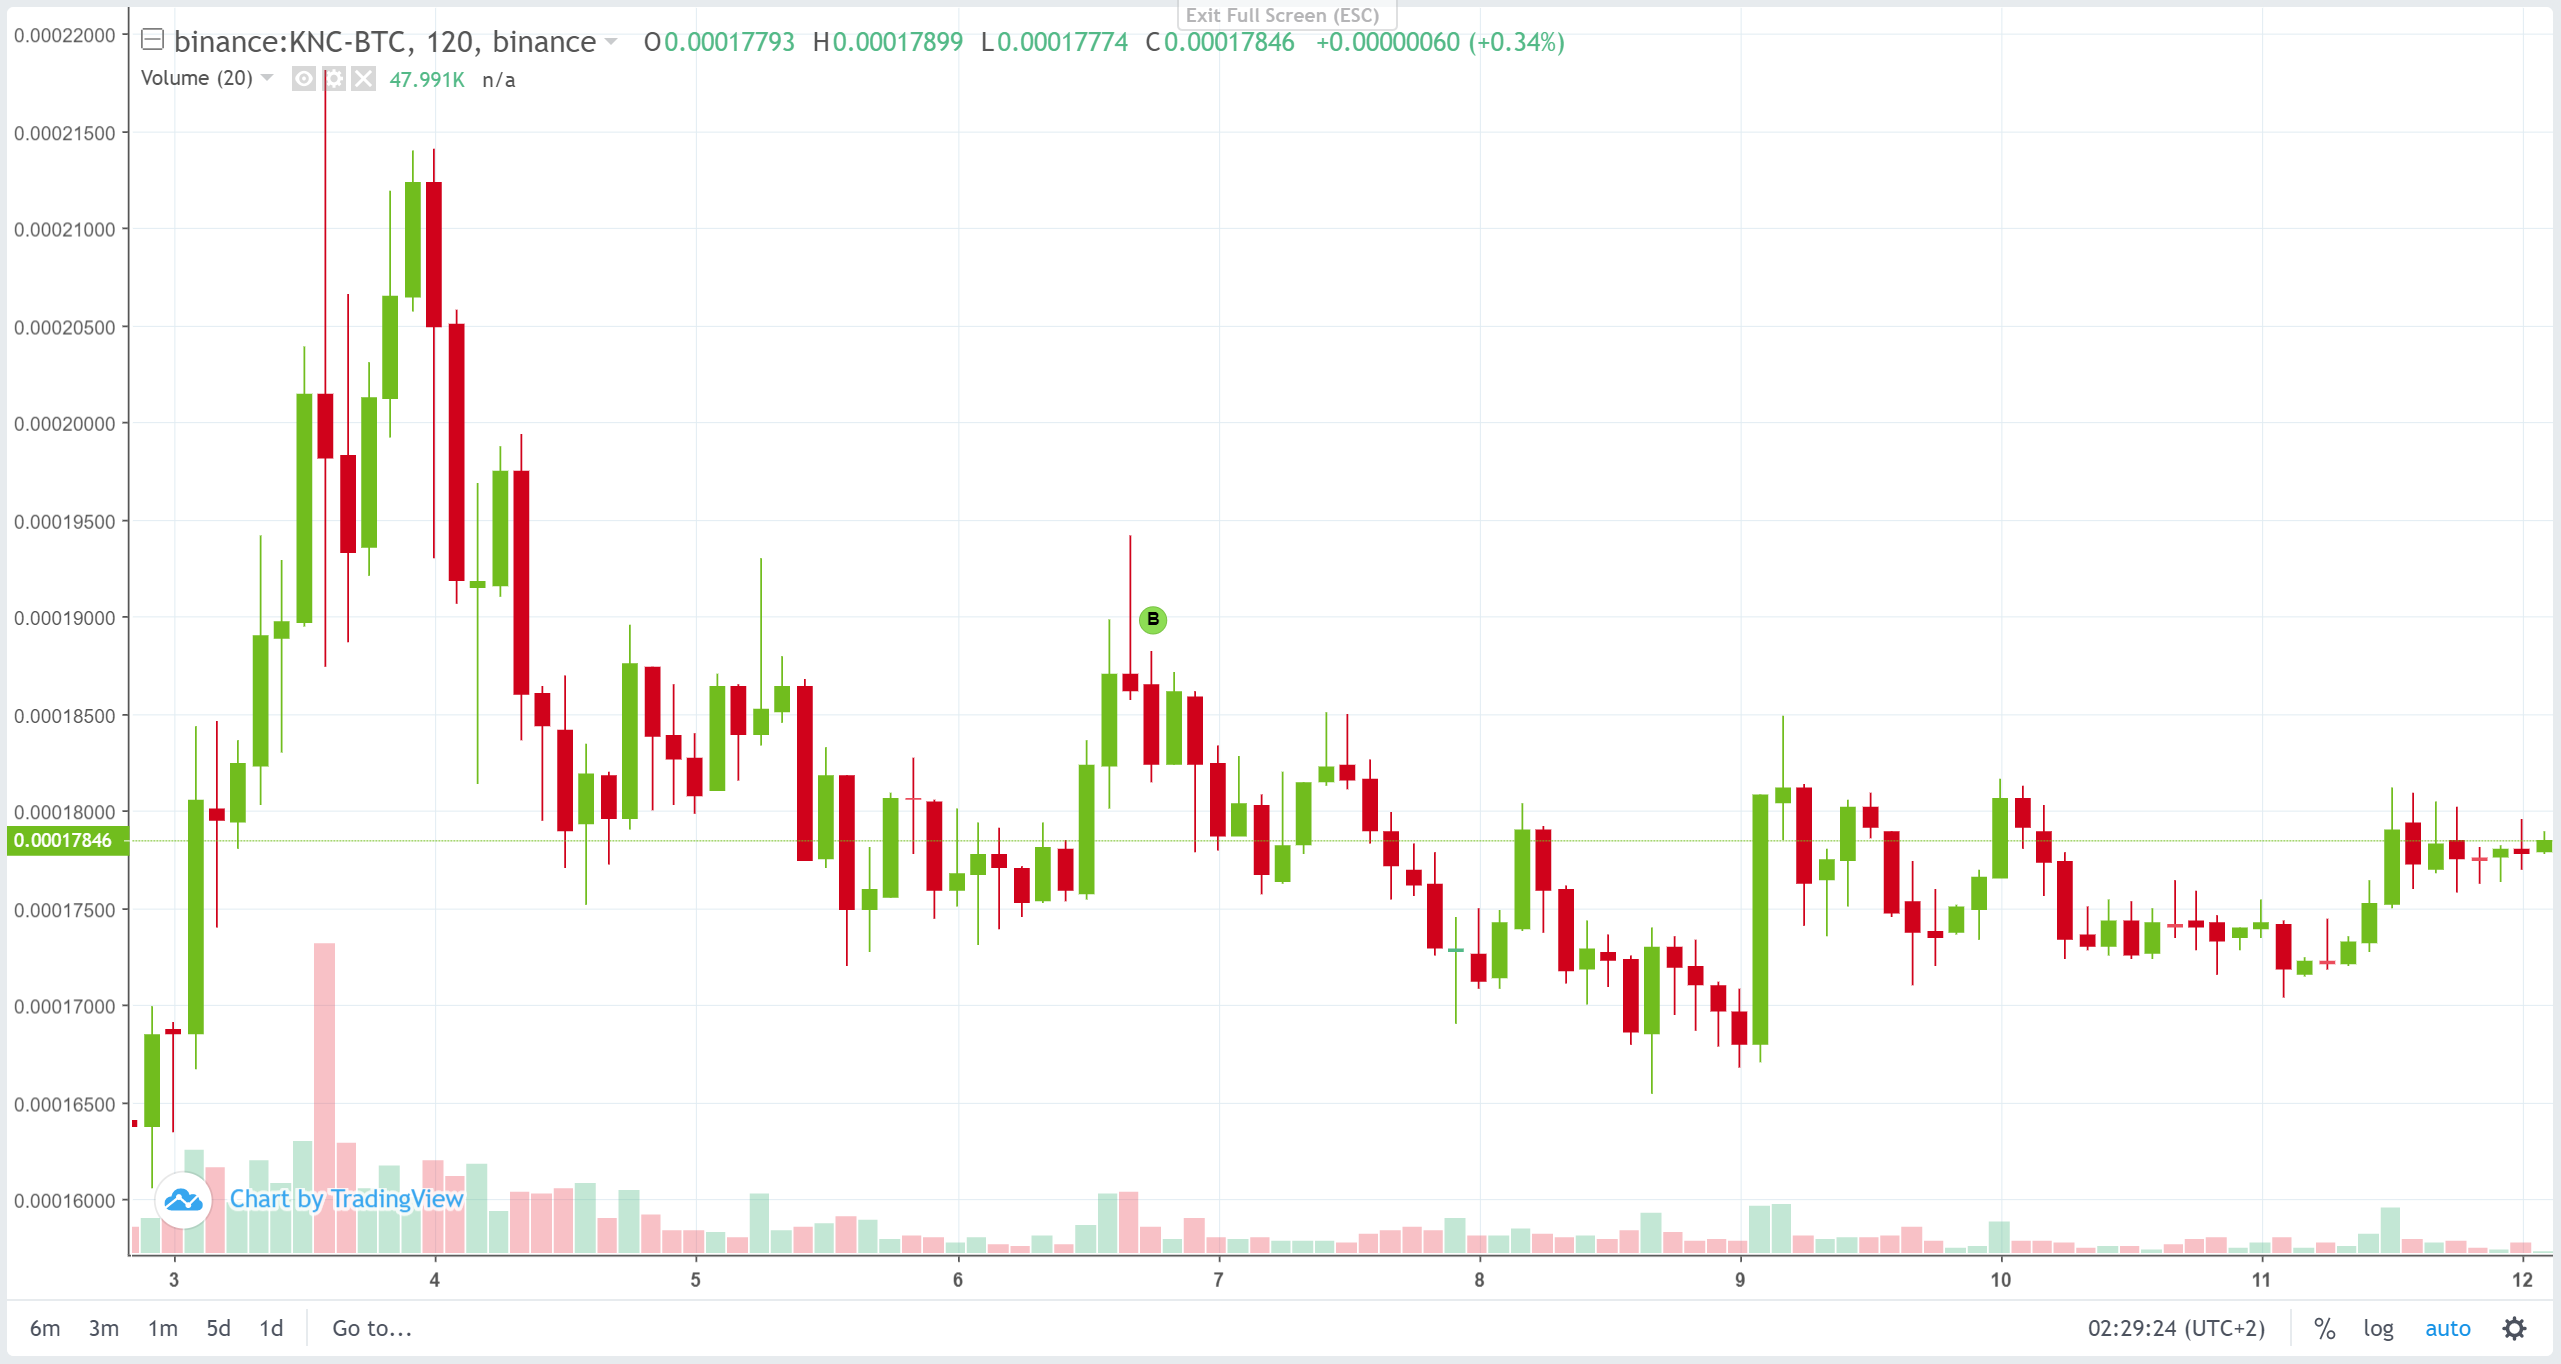 Exit Full Screen (ESC)
binance:KNC-BTC, 120, binance O0.00017793 H0.00017899 L0.00017774 C0.00017846 +0.00000060 (+0.34%)
Volume (20) 47.991K n/a
0.00022000
0.00021500
0.00021000
0.00020500
0.00020000
0.00019500
0.00019000
0.00018500
0.00018000
0.00017846
0.00017500
0.00017000
0.00016500
0.00016000
B
Chart by TradingView
3 4 5 6 7 8 9 10 11 12
6m 3m 1m 5d 1d Go to... 02:29:24 (UTC+2) % log auto